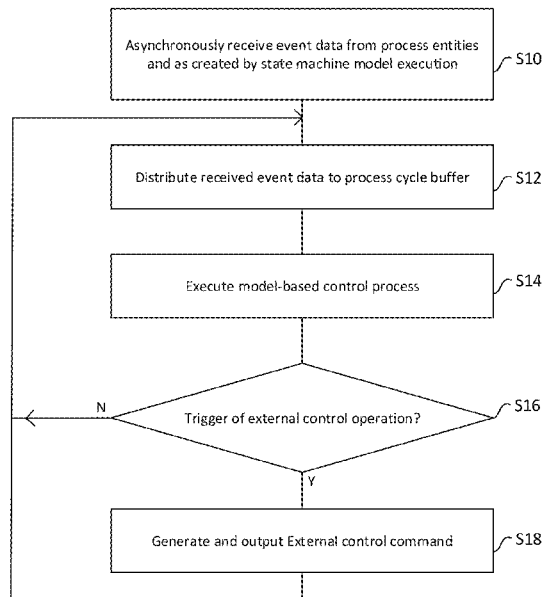 Asynchronously receive event data from process entities
and as created by state machine model execution
S10
Distribute received event data to process cycle buffer
S12
Execute model-based control process
S14
Trigger of external control operation?
S16
N
Y
Generate and output External control command
S18